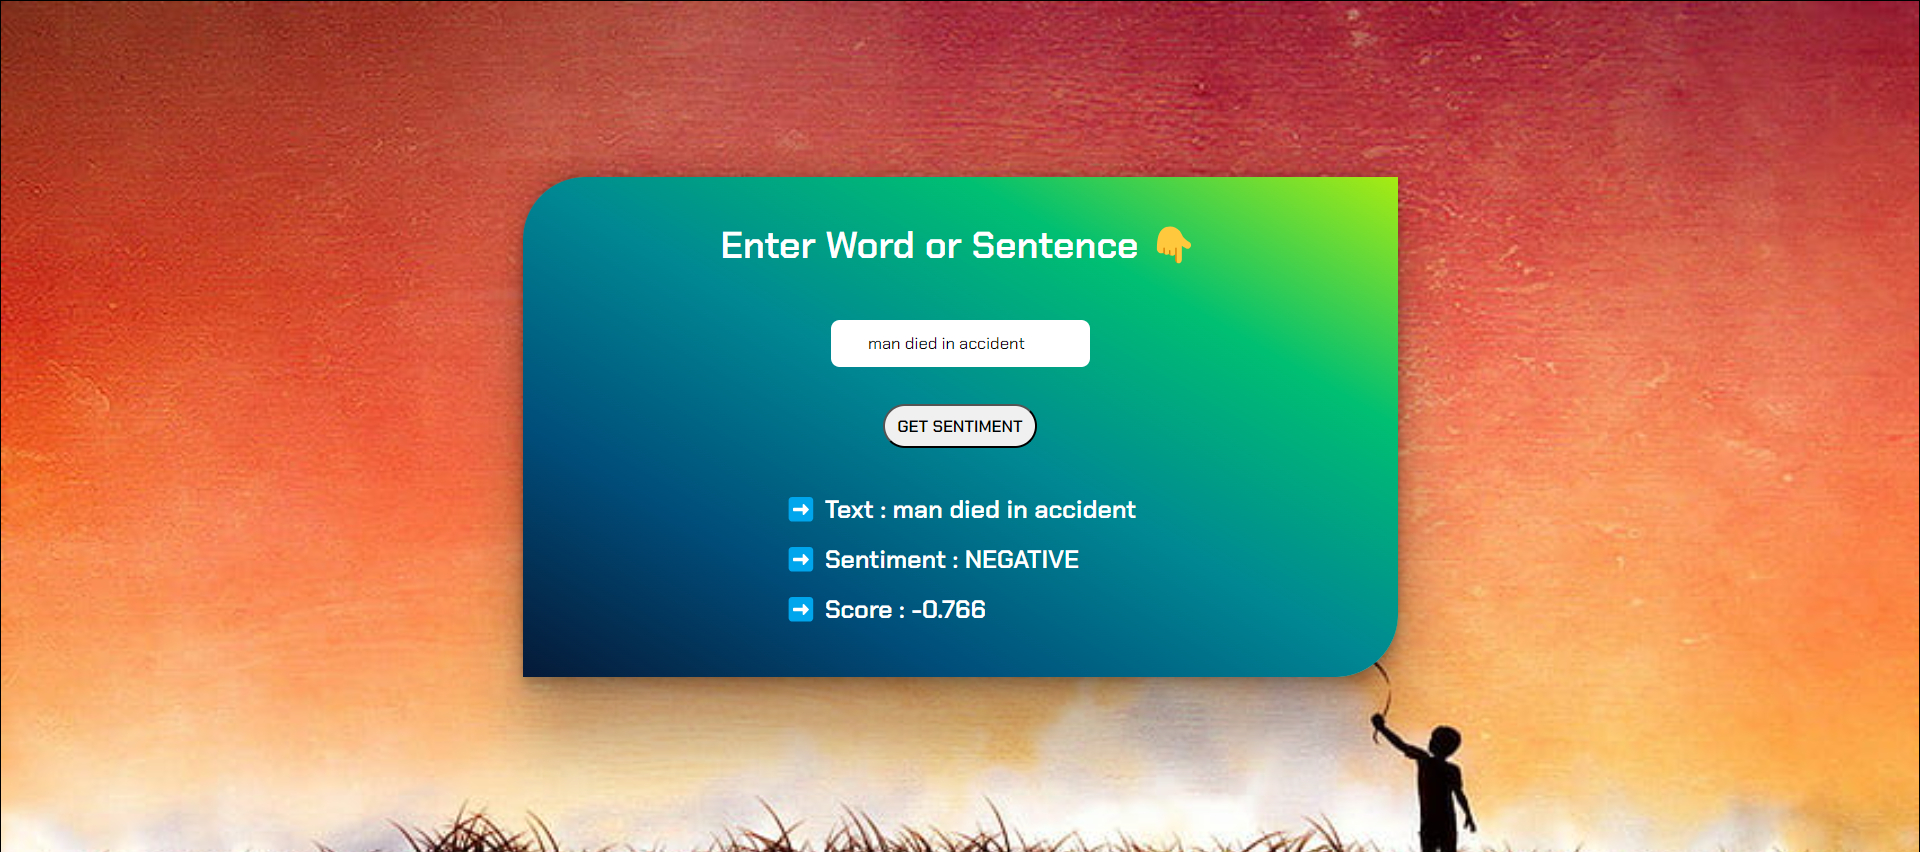 Enter Word or Sentence 👇
man died in accident
GET SENTIMENT
➡ Text : man died in accident
➡ Sentiment : NEGATIVE
➡ Score : -0.766